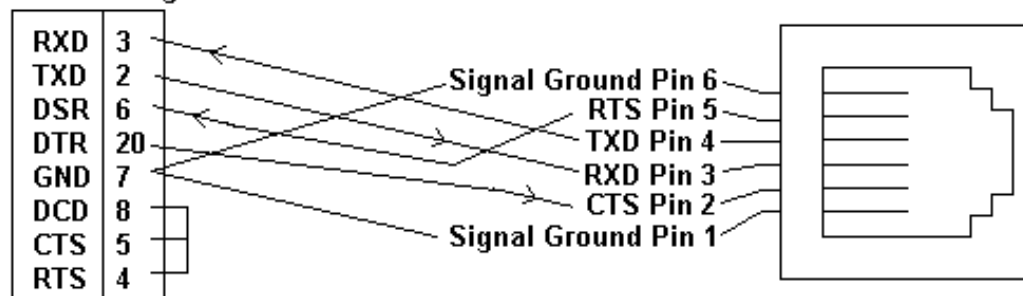 RXD 3
TXD 2
DSR 6
DTR 20
GND 7
DCD 8
CTS 5
RTS 4
Signal Ground Pin 6
RTS Pin 5
TXD Pin 4
RXD Pin 3
CTS Pin 2
Signal Ground Pin 1